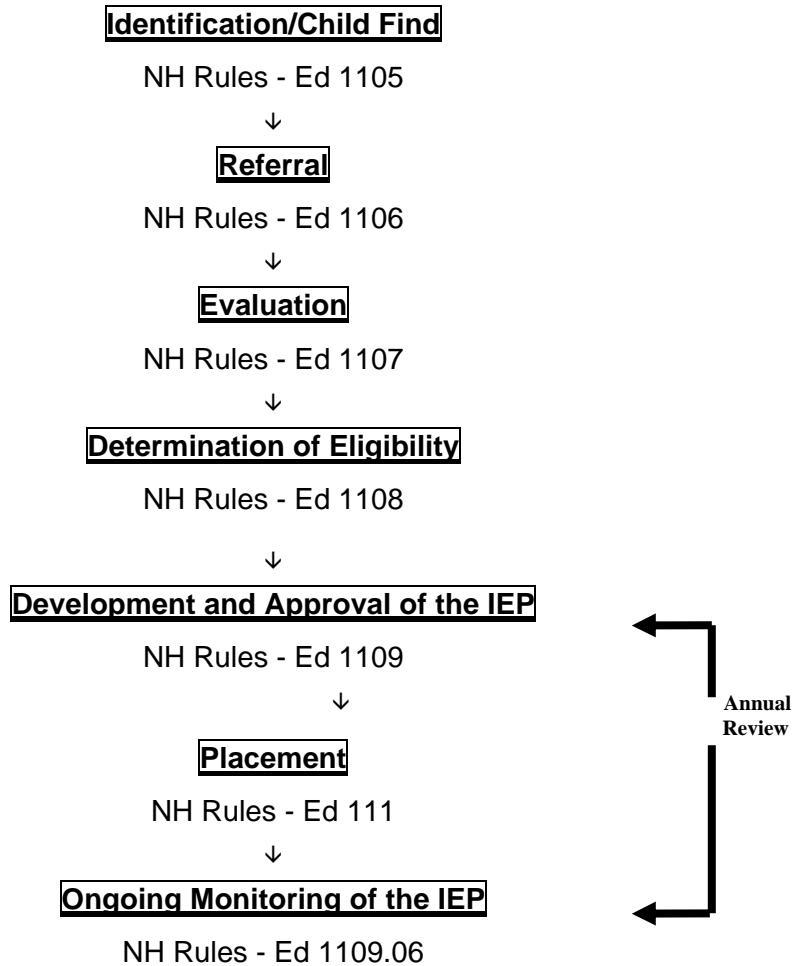 Identification/Child Find
NH Rules - Ed 1105
Referral
NH Rules - Ed 1106
Evaluation
NH Rules - Ed 1107
Determination of Eligibility
NH Rules - Ed 1108
Development and Approval of the IEP
NH Rules - Ed 1109
Annual
Review
Placement
NH Rules - Ed 111
Ongoing Monitoring of the IEP
NH Rules - Ed 1109.06